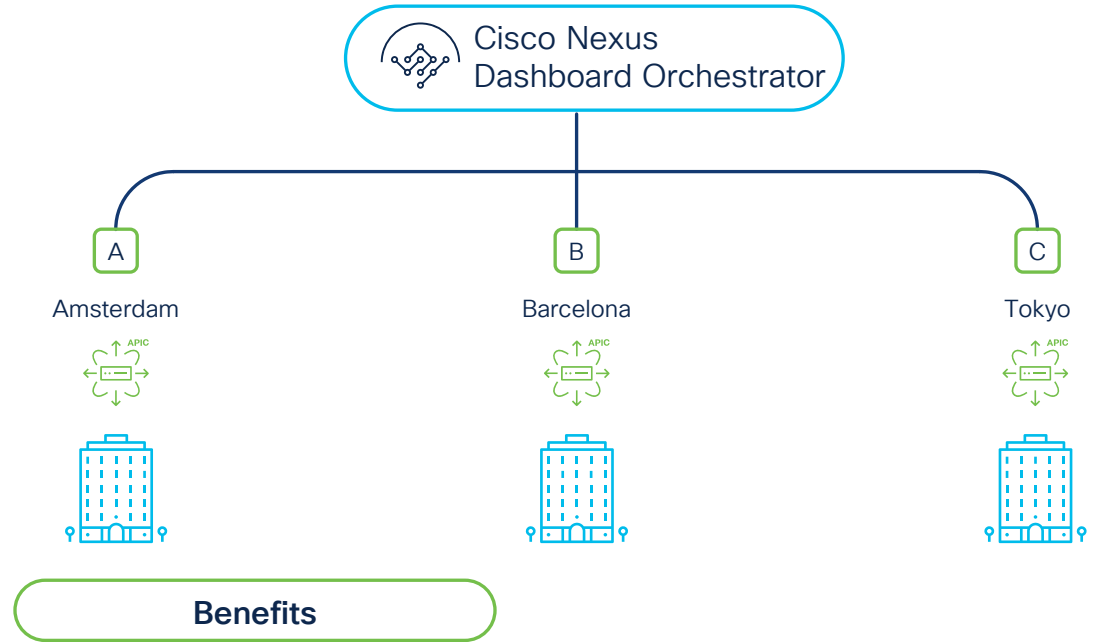 Cisco Nexus
Dashboard Orchestrator
A
B
C
Amsterdam
Barcelona
Tokyo
APIC
APIC
APIC
Benefits